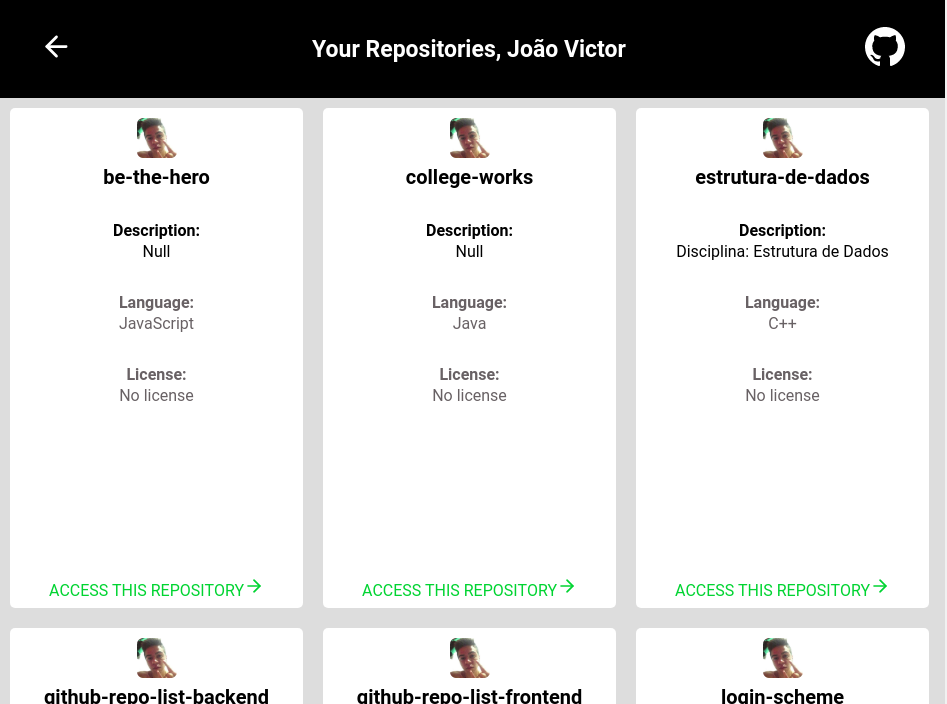 Your Repositories, João Victor
be-the-hero
Description:
Null
Language:
JavaScript
License:
No license
ACCESS THIS REPOSITORY
college-works
Description:
Null
Language:
Java
License:
No license
ACCESS THIS REPOSITORY
estrutura-de-dados
Description:
Disciplina: Estrutura de Dados
Language:
C++
License:
No license
ACCESS THIS REPOSITORY
github-repo-list-backend
github-repo-list-frontend
login-scheme